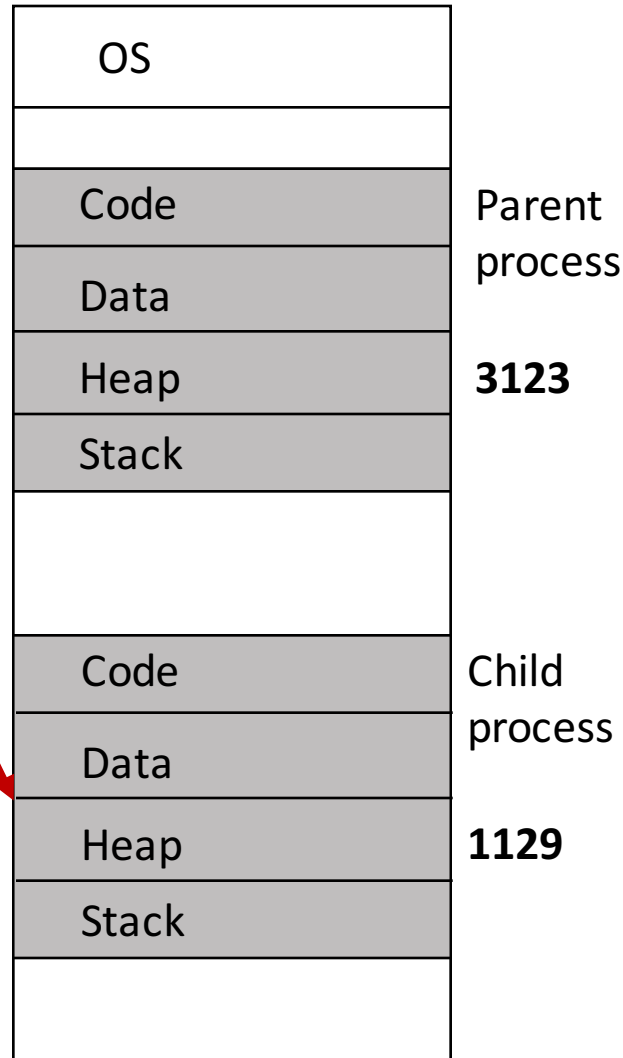 OS
Code
Parent
process
Data
Heap
3123
Stack
Code
Child
process
Data
Heap
1129
Stack